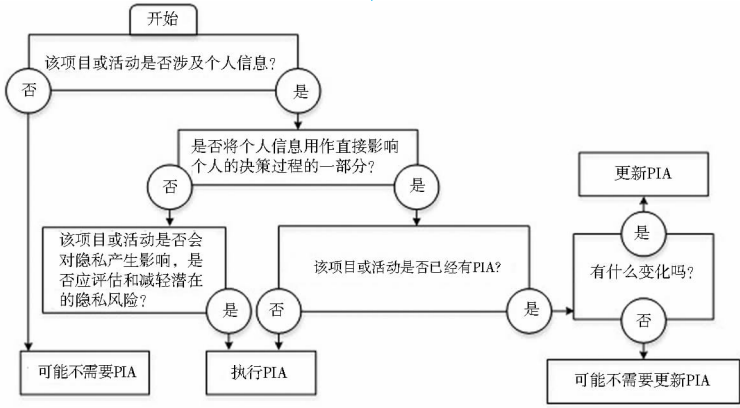 开始
该项目或活动是否涉及个人信息？
否
是
是否将个人信息用作直接影响
个人的决策过程的一部分？
否
是
更新PIA
是
该项目或活动是否会
对隐私产生影响，是
否应评估和减轻潜在
的隐私风险？
该项目或活动是否已经有PIA？
有什么变化吗？
是
否
是
否
可能不需要PIA
执行PIA
可能不需要更新PIA